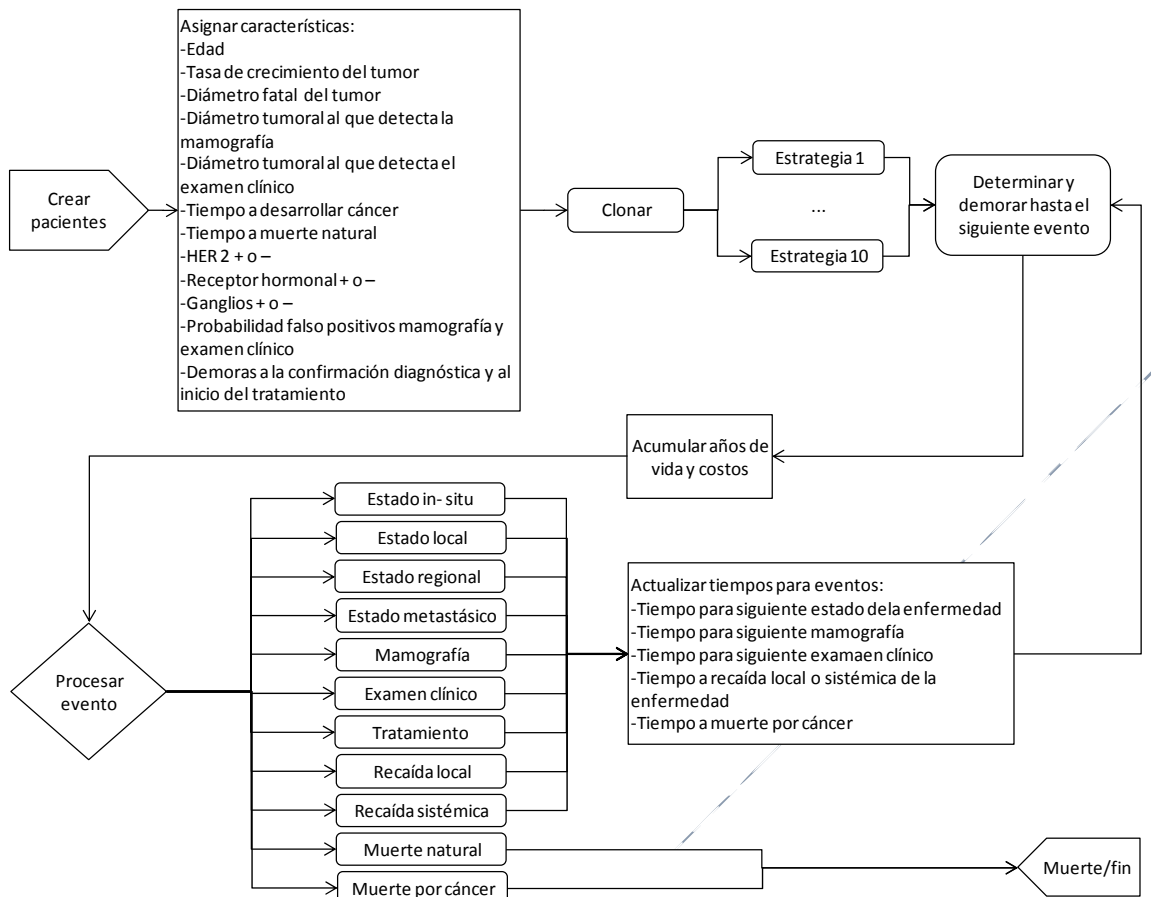 Asignar características:
-Edad
-Tasa de crecimiento del tumor
-Diámetro fatal del tumor
-Diámetro tumoral al que detecta la
mamografía
-Diámetro tumoral al que detecta el
examen clínico
-Tiempo a desarrollar cáncer
-Tiempo a muerte natural
-HER 2 + o –
-Receptor hormonal + o –
-Ganglios + o –
-Probabilidad falso positivos mamografía y
examen clínico
-Demoras a la confirmación diagnóstica y al
inicio del tratamiento
Crear
pacientes
Clonar
Estrategia 1
...
Estrategia 10
Determinar y
demorar hasta el
siguiente evento
Acumular años de
vida y costos
Procesar
evento
Estado in- situ
Estado local
Estado regional
Estado metastásico
Mamografía
Examen clínico
Tratamiento
Recaída local
Recaída sistémica
Muerte natural
Muerte por cáncer
Actualizar tiempos para eventos:
-Tiempo para siguiente estado dela enfermedad
-Tiempo para siguiente mamografía
-Tiempo para siguiente examaen clínico
-Tiempo a recaída local o sistémica de la
enfermedad
-Tiempo a muerte por cáncer
Muerte/fin